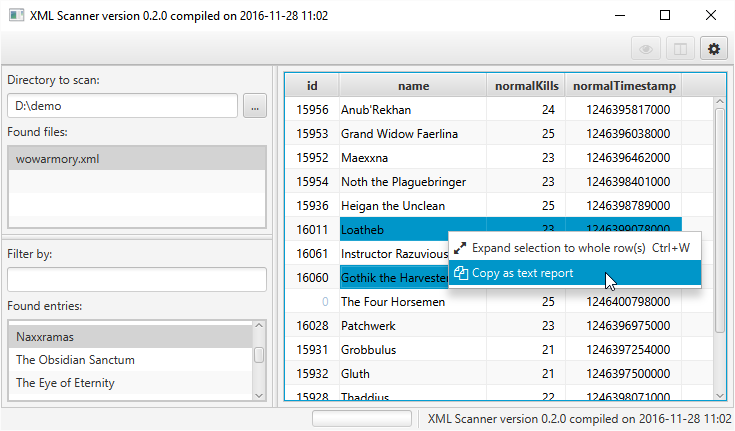 XML Scanner version 0.2.0 compiled on 2016-11-28 11:02
Directory to scan:
D:\demo
...
Found files:
wowarmory.xml
Filter by:
Found entries:
Naxxramas
The Obsidian Sanctum
The Eye of Eternity
id name normalKills normalTimestamp
15956 Anub'Rekhan 24 1246395817000
15953 Grand Widow Faerlina 25 1246396038000
15952 Maexxna 23 1246396462000
15954 Noth the Plaguebringer 23 1246398401000
15936 Heigan the Unclean 25 1246398789000
16011 Loatheb 23 1246399078000
16061 Instructor Razuvious
16060 Gothik the Harvester
0 The Four Horsemen 25 1246400798000
16028 Patchwerk 23 1246396975000
15931 Grobbulus 21 1246397254000
15932 Gluth 21 1246397500000
15928 Thaddius 22 1246398071000
Expand selection to whole row(s) Ctrl+W
Copy as text report
XML Scanner version 0.2.0 compiled on 2016-11-28 11:02